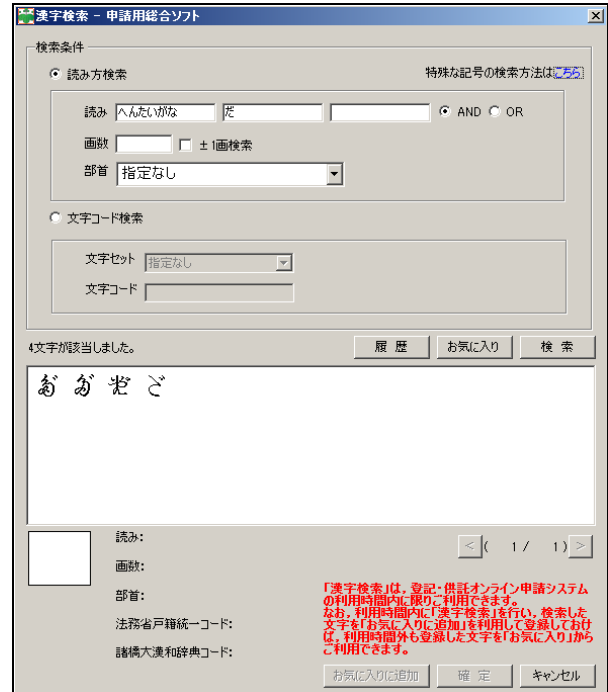 漢字検索 - 申請用総合ソフト
検索条件
読み方検索
特殊な記号の検索方法はこちら
読み へんたいがな だ
AND OR
画数 ±1画検索
部首 指定なし
文字コード検索
文字セット 指定なし
文字コード
4文字が該当しました。
履 歴 お気に入り 検 索
読み:
< ( 1 / 1) >
画数:
部首:
法務省戸籍統一コード:
諸橋大漢和辞典コード:
「漢字検索」は，登記・供託オンライン申請システム
の利用時間内に限りご利用できます。
なお，利用時間内に「漢字検索」を行い，検索した
文字を「お気に入りに追加」を利用して登録しておけ
ば，利用時間外も登録した文字を「お気に入り」から
ご利用できます。
お気に入りに追加 確 定 キャンセル